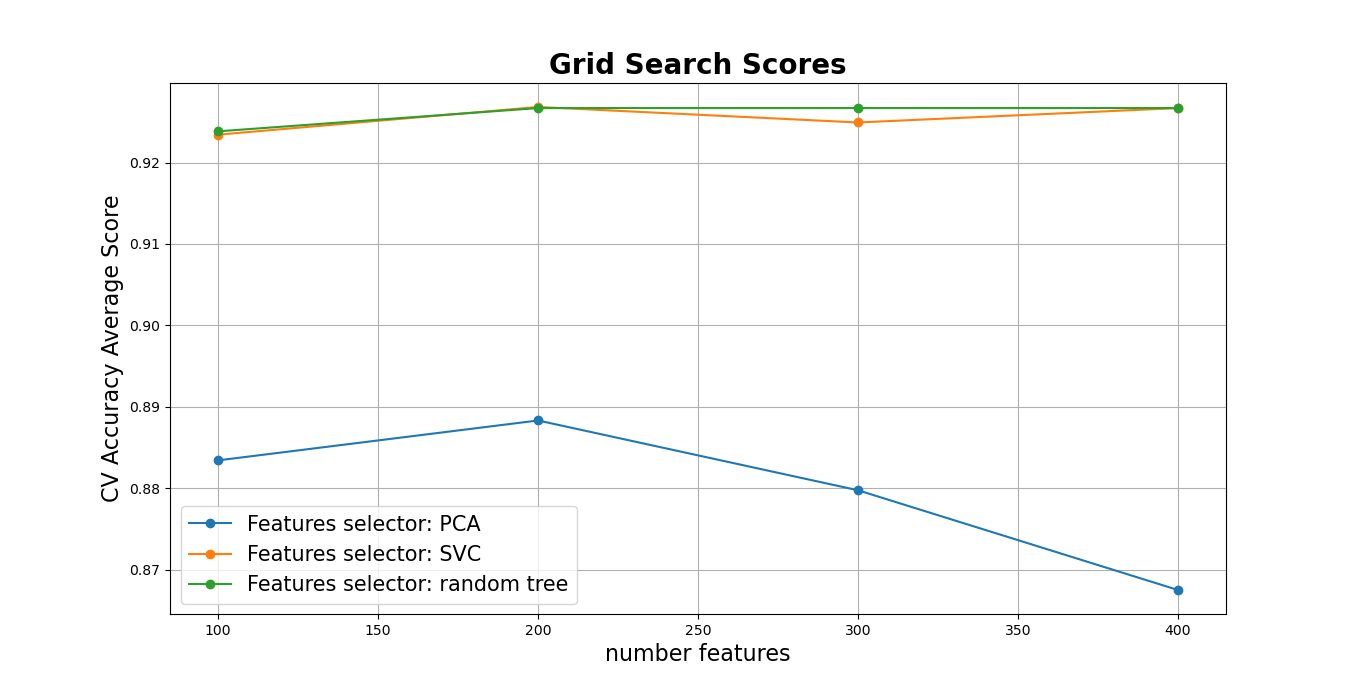 Grid Search Scores
CV Accuracy Average Score
0.92
0.91
0.90
0.89
0.88
0.87
Features selector: PCA
Features selector: SVC
Features selector: random tree
100 150 200 250 300 350 400
number features